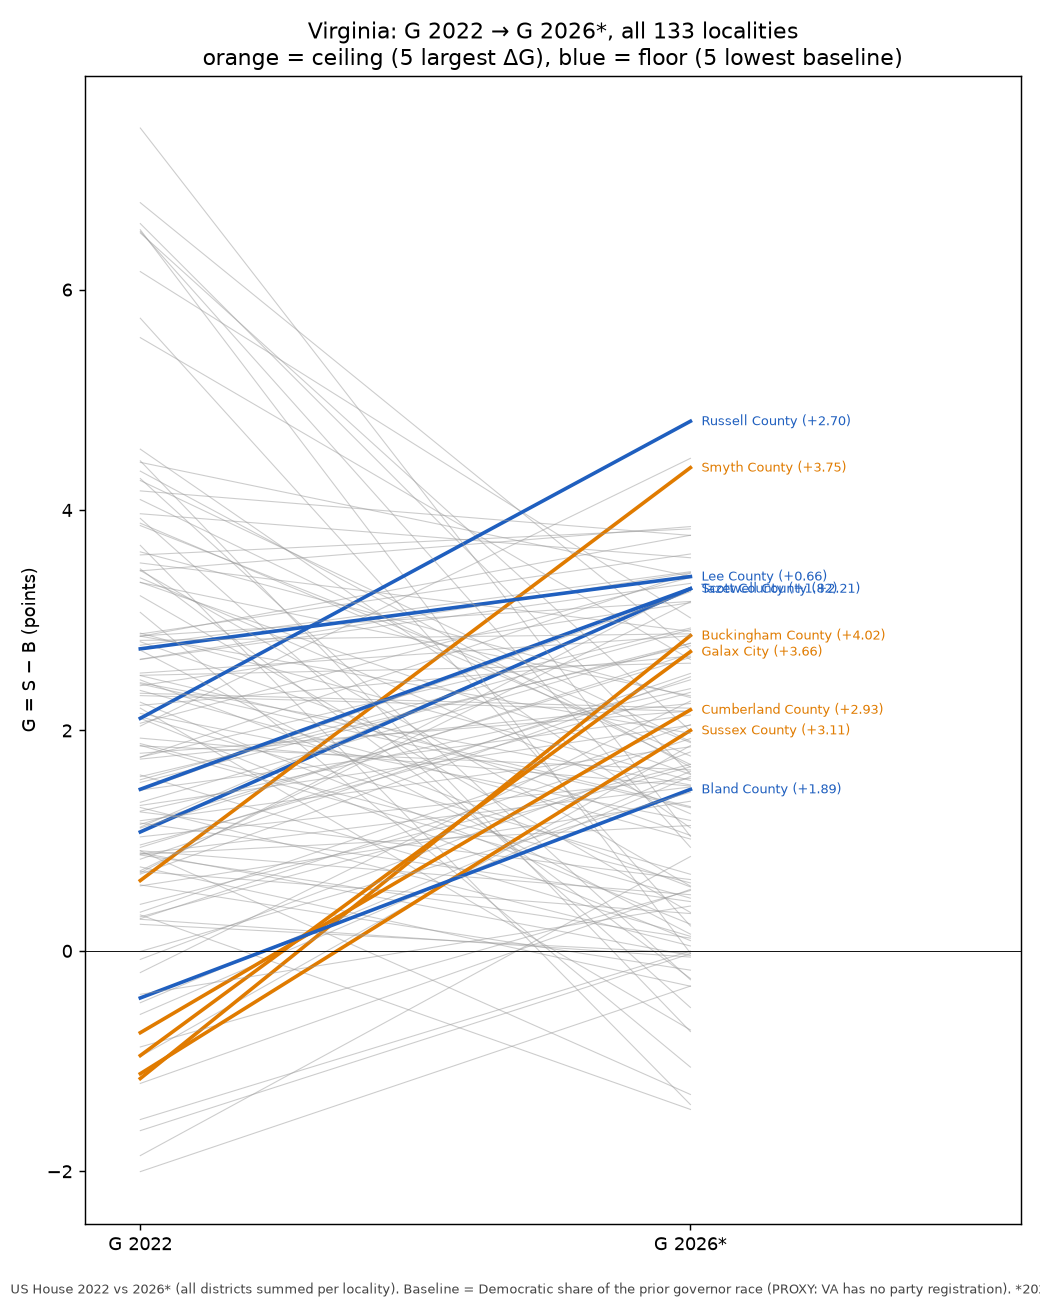 Virginia: G 2022 → G 2026*, all 133 localities
orange = ceiling (5 largest ΔG), blue = floor (5 lowest baseline)
G = S − B (points)
6
4
2
0
−2
Russell County (+2.70)
Smyth County (+3.75)
Lee County (+0.66)
Buckingham County (+4.02)
Galax City (+3.66)
Cumberland County (+2.93)
Sussex County (+3.11)
Bland County (+1.89)
G 2022
G 2026*
US House 2022 vs 2026* (all districts summed per locality). Baseline = Democratic share of the prior governor race (PROXY: VA has no party registration).